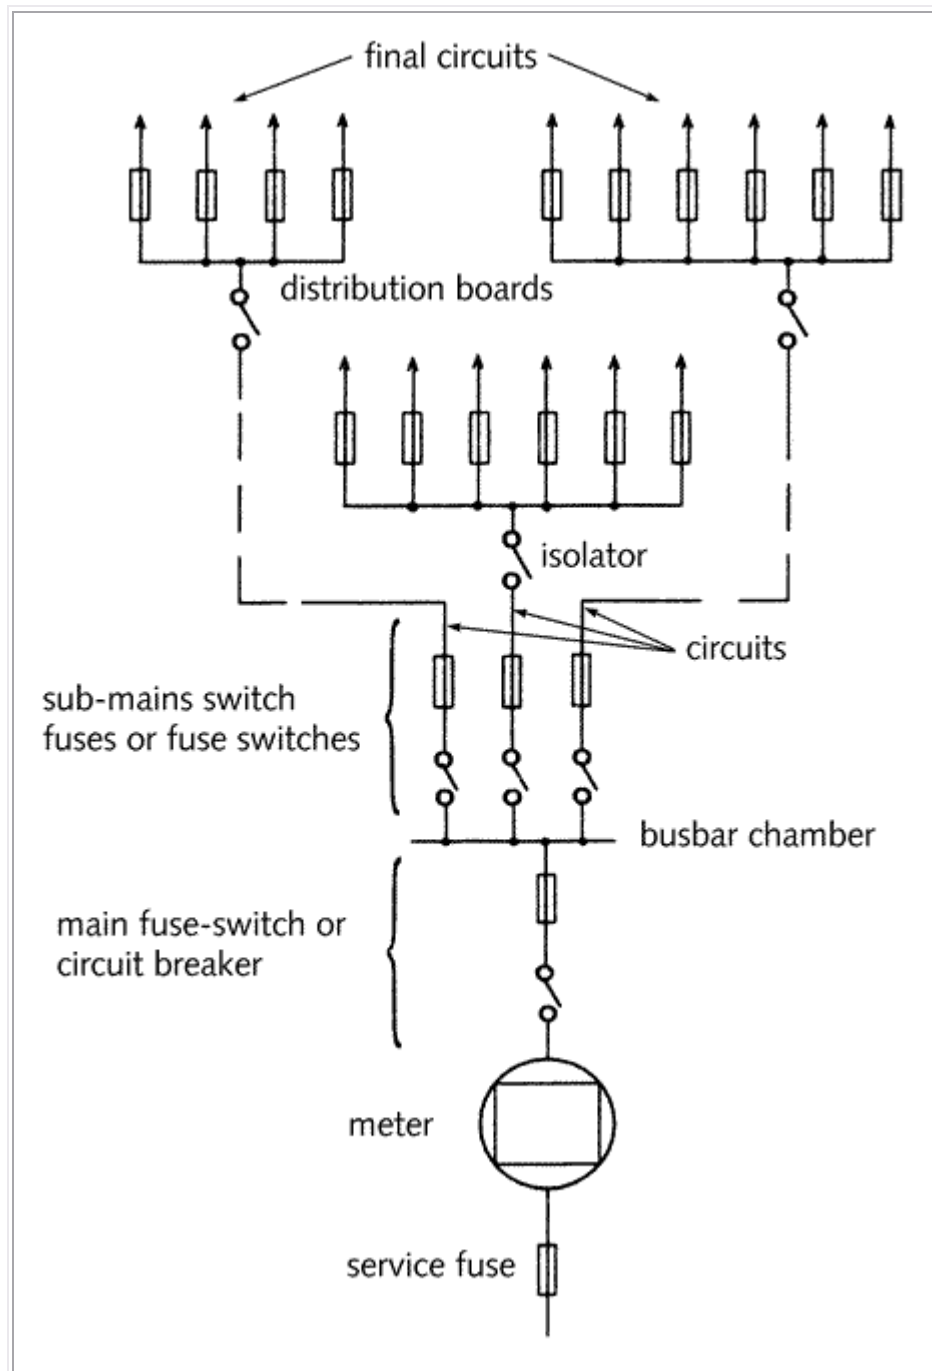 final circuits
distribution boards
isolator
circuits
sub-mains switch
fuses or fuse switches
busbar chamber
main fuse-switch or
circuit breaker
meter
service fuse